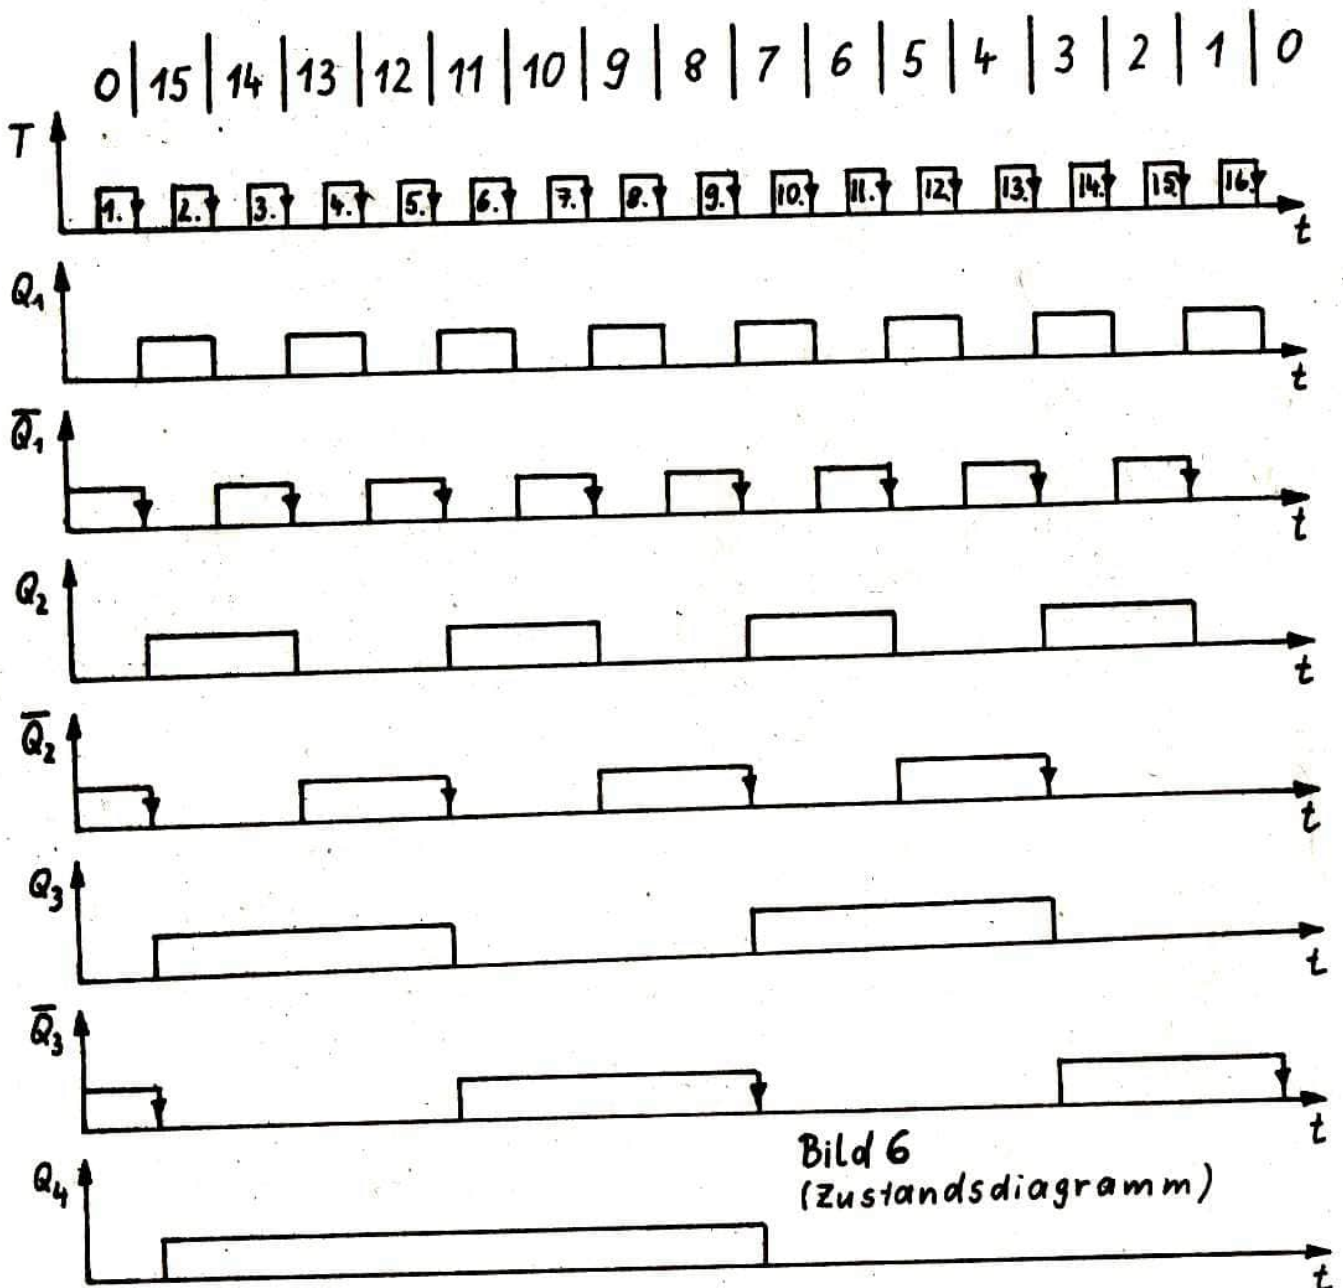 0 | 15 | 14 | 13 | 12 | 11 | 10 | 9 | 8 | 7 | 6 | 5 | 4 | 3 | 2 | 1 | 0
T
1. 2. 3. 4. 5. 6. 7. 8. 9. 10. 11. 12. 13. 14. 15. 16.
t
Q₁
t
Q̅₁
t
Q₂
t
Q̅₂
t
Q₃
t
Q̅₃
t
Bild 6
(Zustandsdiagramm)
Q₄
t